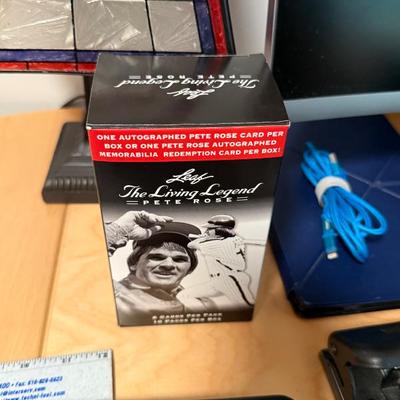 Leaf
The Living Legend
PETE ROSE
ONE AUTOGRAPHED PETE ROSE CARD PER
BOX OR ONE PETE ROSE AUTOGRAPHED
MEMORABILIA REDEMPTION CARD PER BOX!
Leaf
The Living Legend
PETE ROSE
5 Cards Per Pack
10 Packs Per Box